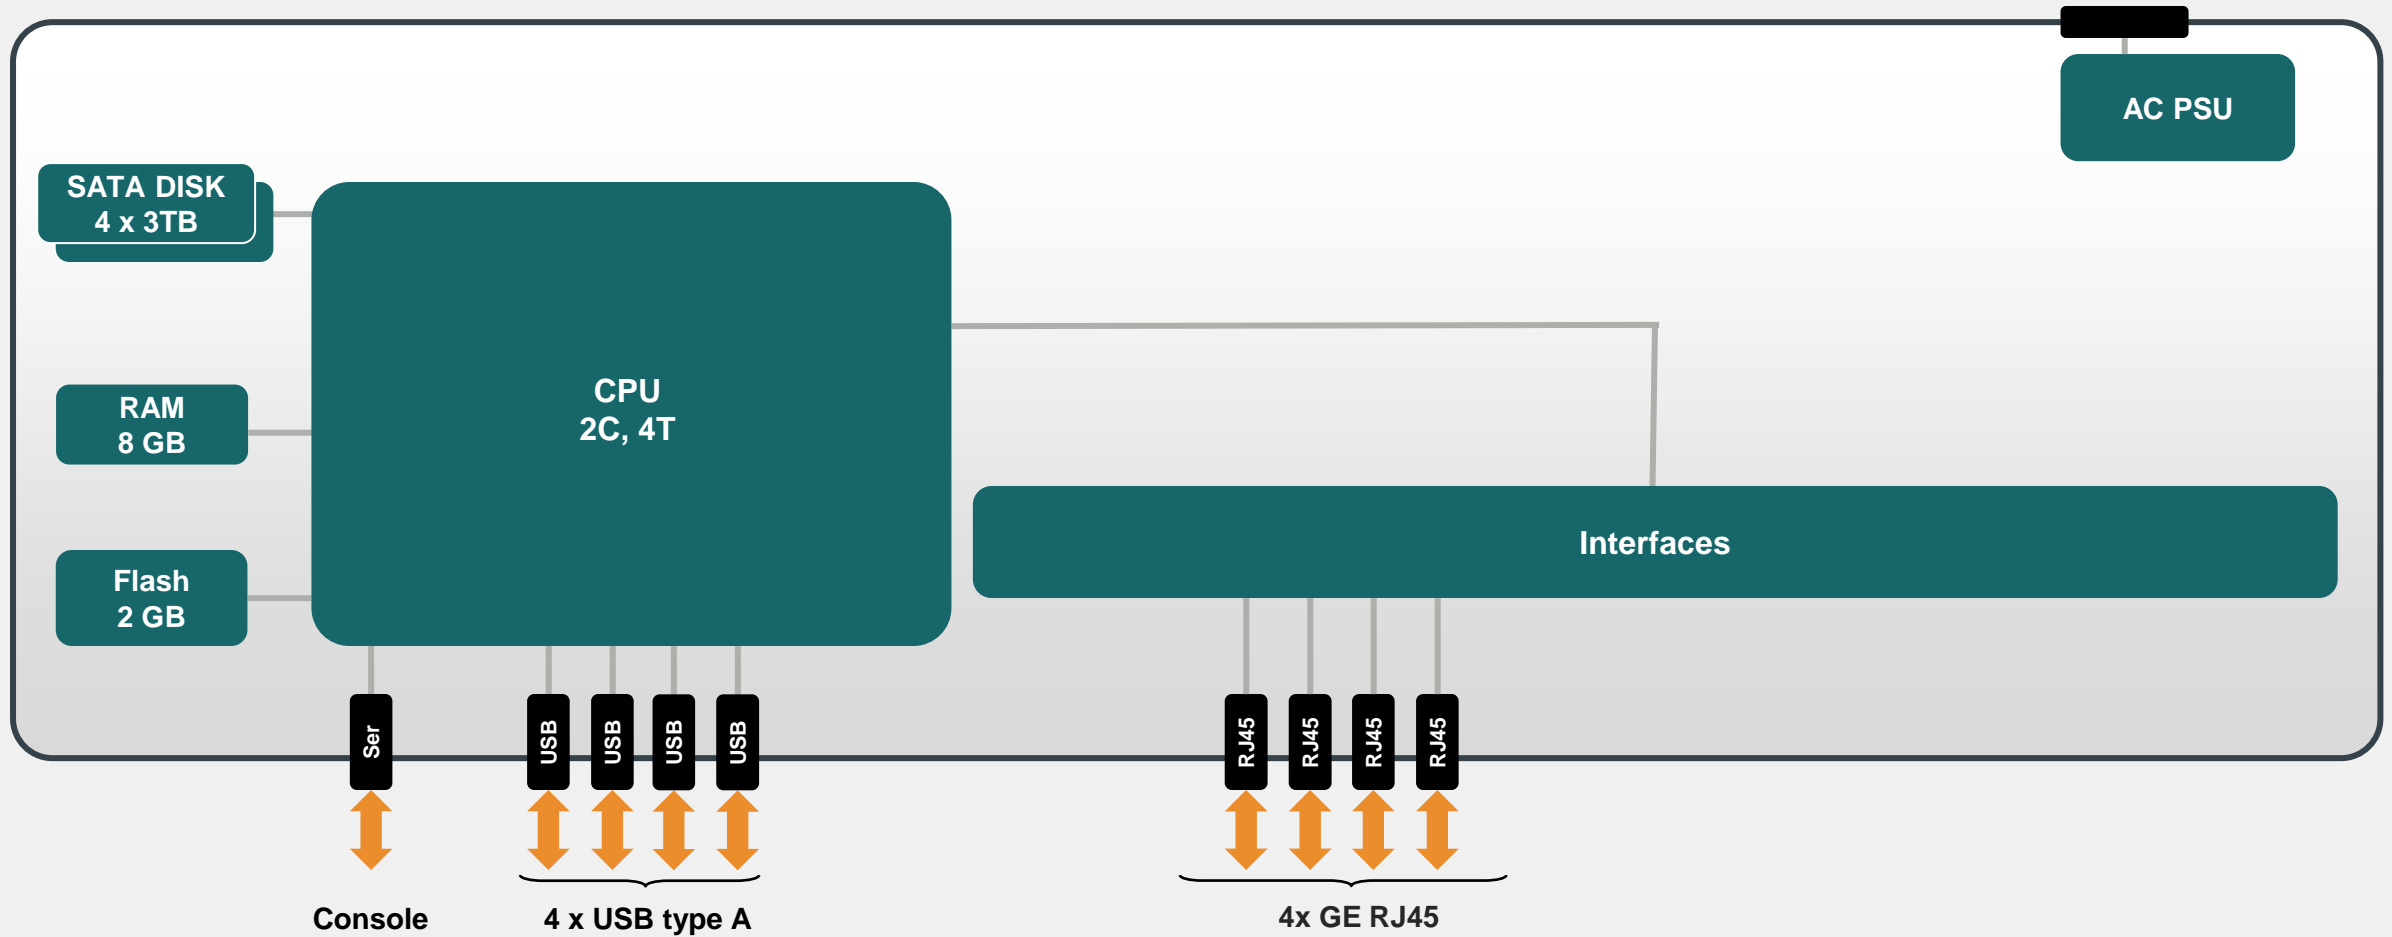 AC PSU
SATA DISK
4 x 3TB
CPU
2C, 4T
RAM
8 GB
Interfaces
Flash
2 GB
Ser
USB
USB
USB
USB
RJ45
RJ45
RJ45
RJ45
Console
4 x USB type A
4x GE RJ45